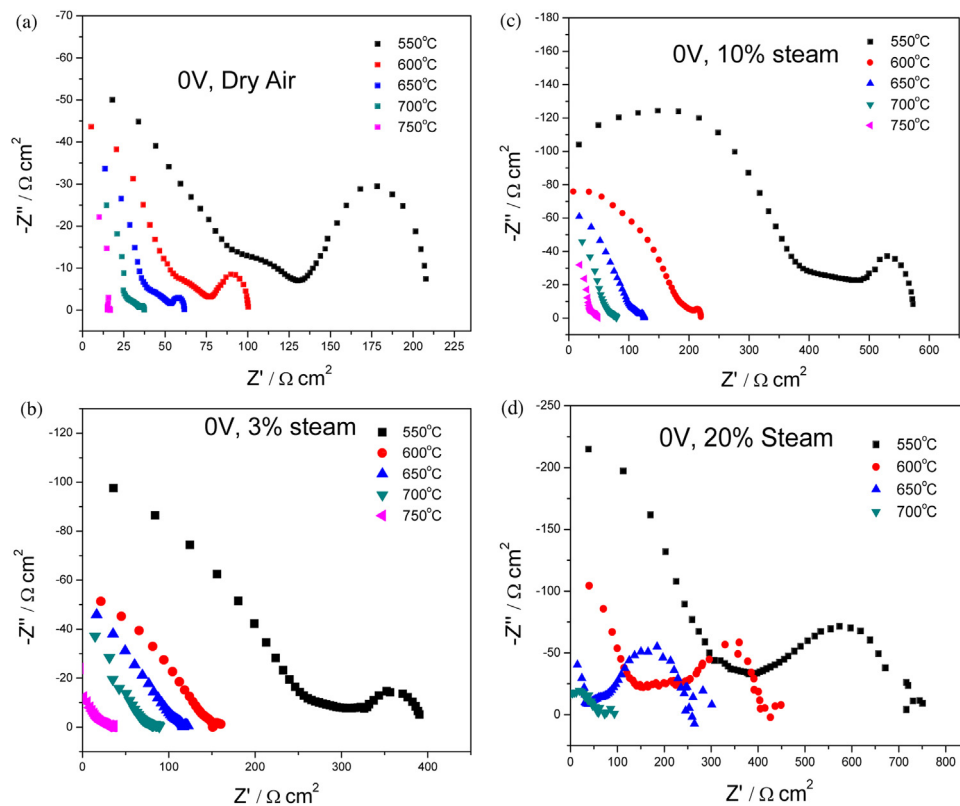 (a)
-70
-60
-50
-40
-30
-20
-10
0
-Z'' / Ω cm²
0V, Dry Air
550°C
600°C
650°C
700°C
750°C
0 25 50 75 100 125 150 175 200 225
Z' / Ω cm²
(c)
-180
-160
-140
-120
-100
-80
-60
-40
-20
0
-Z'' / Ω cm²
0V, 10% steam
550°C
600°C
650°C
700°C
750°C
0 100 200 300 400 500 600
Z' / Ω cm²
(b)
-120
-100
-80
-60
-40
-20
0
-Z'' / Ω cm²
0V, 3% steam
550°C
600°C
650°C
700°C
750°C
0 100 200 300 400
Z' / Ω cm²
(d)
-250
-200
-150
-100
-50
0
-Z'' / Ω cm²
0V, 20% Steam
550°C
600°C
650°C
700°C
0 100 200 300 400 500 600 700 800
Z' / Ω cm²